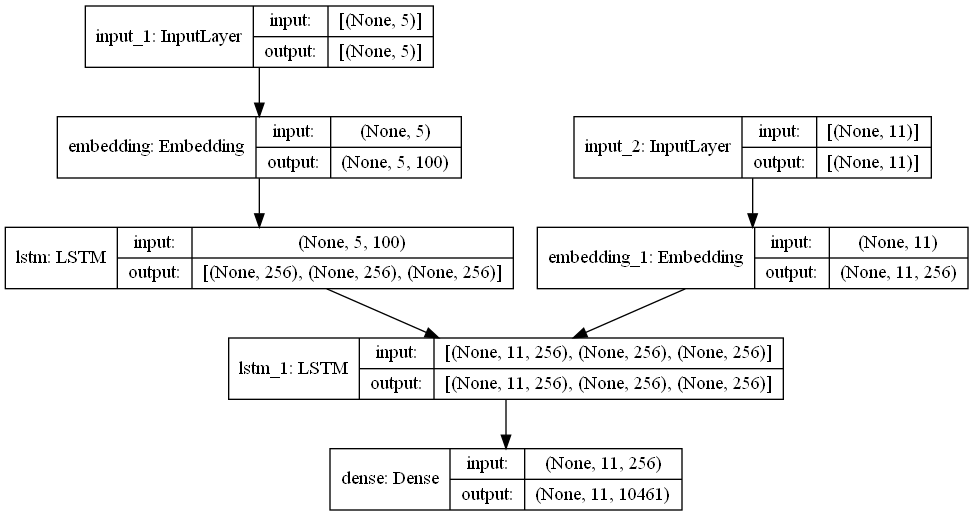 input_1: InputLayer
input: [(None, 5)]
output: [(None, 5)]
embedding: Embedding
input: (None, 5)
output: (None, 5, 100)
input_2: InputLayer
input: [(None, 11)]
output: [(None, 11)]
lstm: LSTM
input: (None, 5, 100)
output: [(None, 256), (None, 256), (None, 256)]
embedding_1: Embedding
input: (None, 11)
output: (None, 11, 256)
lstm_1: LSTM
input: [(None, 11, 256), (None, 256), (None, 256)]
output: [(None, 11, 256), (None, 256), (None, 256)]
dense: Dense
input: (None, 11, 256)
output: (None, 11, 10461)